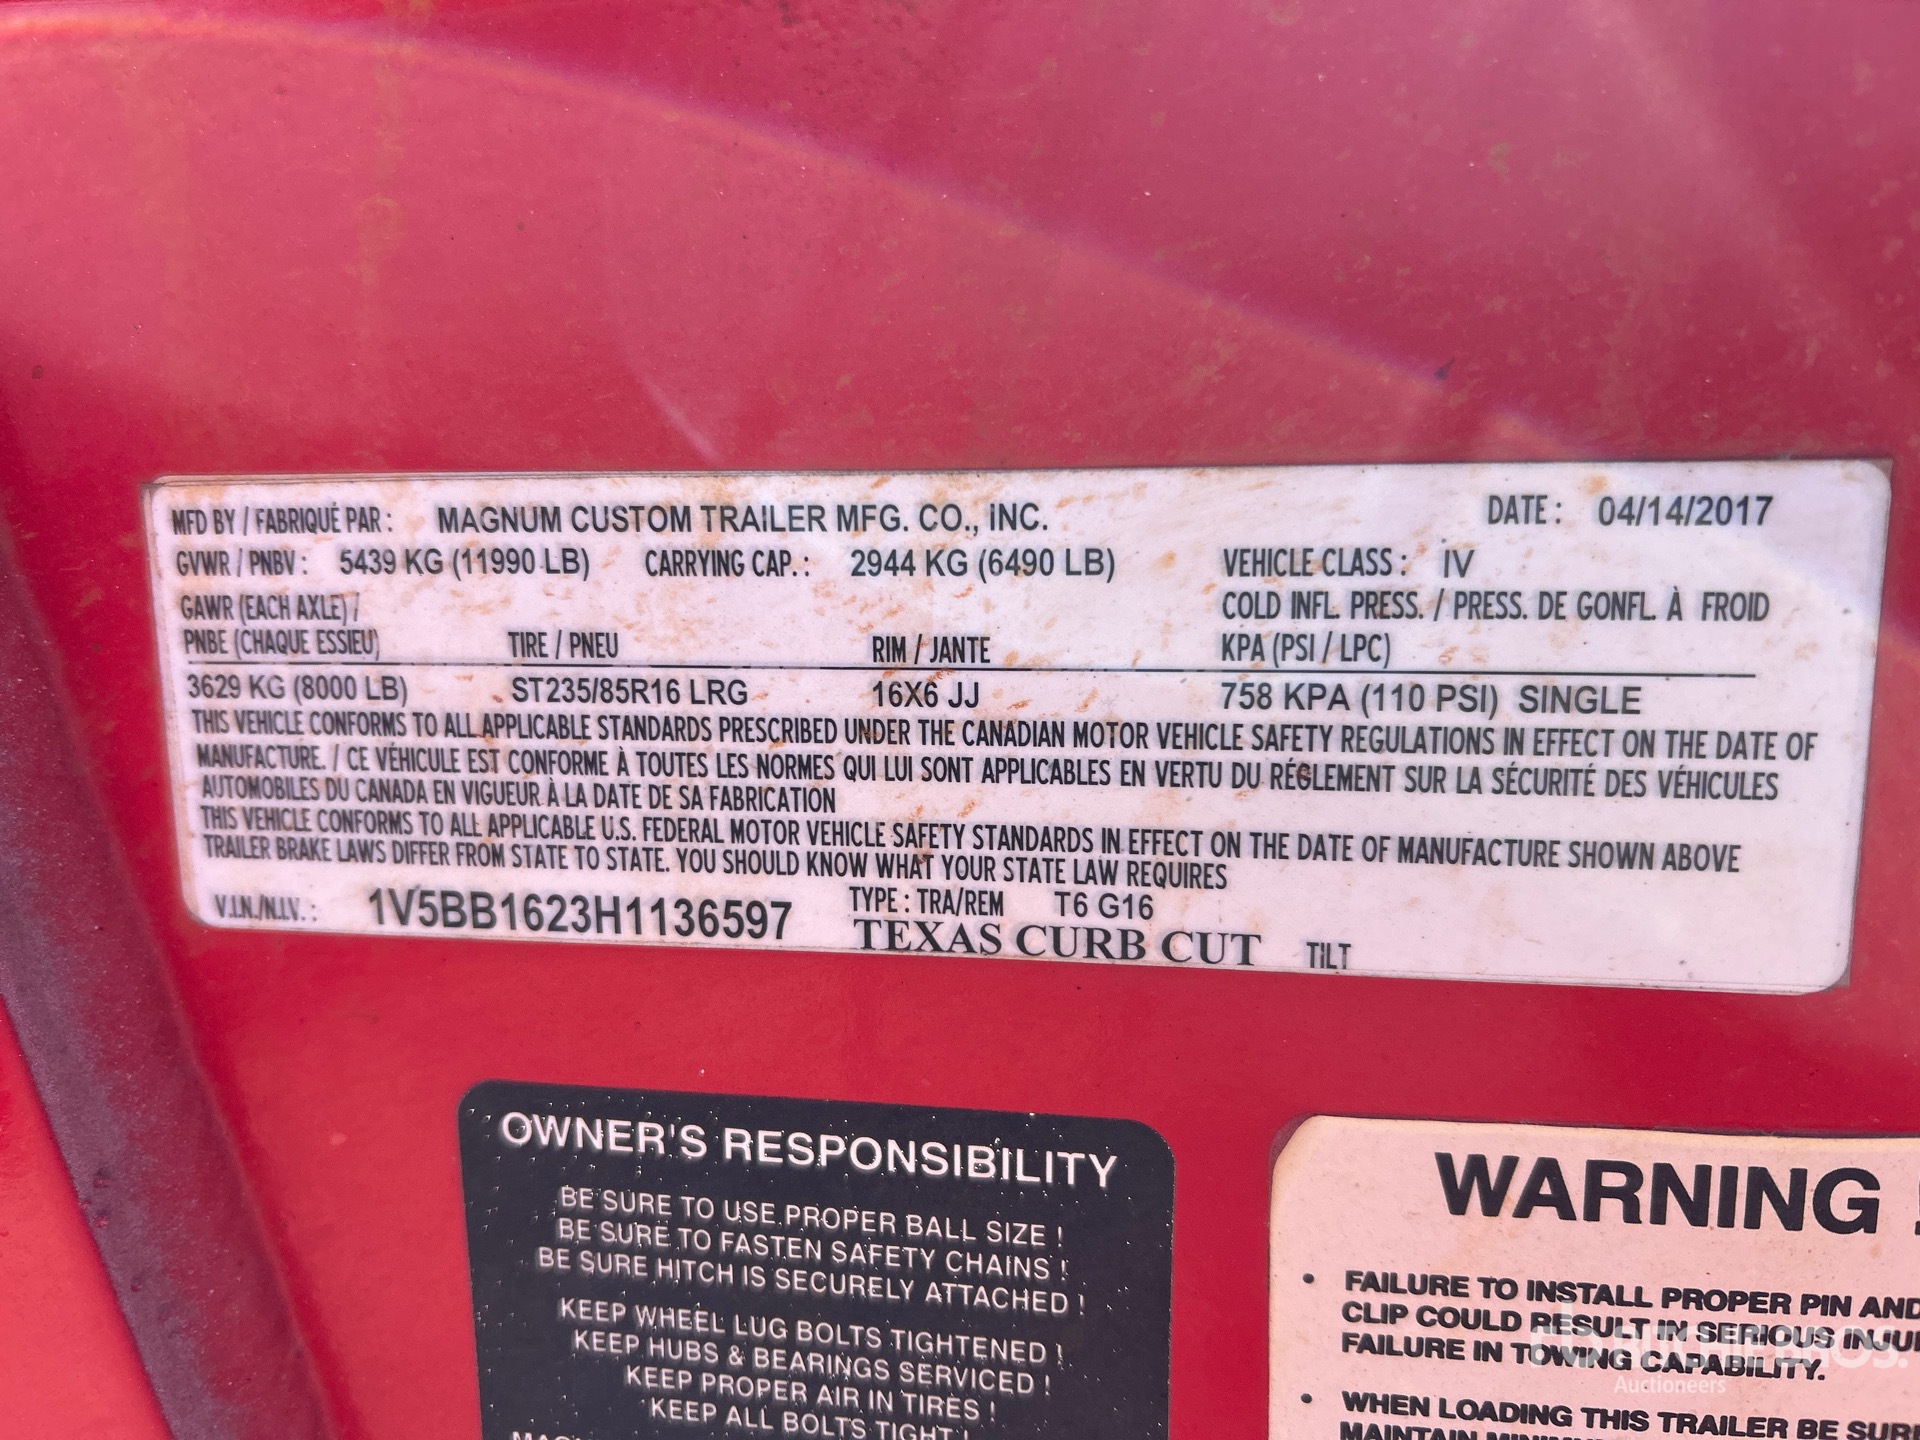 MFD BY / FABRIQUÉ PAR : MAGNUM CUSTOM TRAILER MFG. CO., INC. DATE : 04/14/2017
GVWR / PNBV : 5439 KG (11990 LB) CARRYING CAP. : 2944 KG (6490 LB) VEHICLE CLASS : IV
GAWR (EACH AXLE) / COLD INFL. PRESS. / PRESS. DE GONFL. À FROID
PNBE (CHAQUE ESSIEU) TIRE / PNEU RIM / JANTE KPA (PSI / LPC)
3629 KG (8000 LB) ST235/85R16 LRG 16X6 JJ 758 KPA (110 PSI) SINGLE
THIS VEHICLE CONFORMS TO ALL APPLICABLE STANDARDS PRESCRIBED UNDER THE CANADIAN MOTOR VEHICLE SAFETY REGULATIONS IN EFFECT ON THE DATE OF
MANUFACTURE. / CE VÉHICULE EST CONFORME À TOUTES LES NORMES QUI LUI SONT APPLICABLES EN VERTU DU RÉGLEMENT SUR LA SÉCURITÉ DES VÉHICULES
AUTOMOBILES DU CANADA EN VIGUEUR À LA DATE DE SA FABRICATION
THIS VEHICLE CONFORMS TO ALL APPLICABLE U.S. FEDERAL MOTOR VEHICLE SAFETY STANDARDS IN EFFECT ON THE DATE OF MANUFACTURE SHOWN ABOVE
TRAILER BRAKE LAWS DIFFER FROM STATE TO STATE. YOU SHOULD KNOW WHAT YOUR STATE LAW REQUIRES
V.I.N./N.I.V. : 1V5BB1623H1136597 TYPE : TRA/REM T6 G16
TEXAS CURB CUT TILT
OWNER'S RESPONSIBILITY
BE SURE TO USE PROPER BALL SIZE !
BE SURE TO FASTEN SAFETY CHAINS !
BE SURE HITCH IS SECURELY ATTACHED !
KEEP WHEEL LUG BOLTS TIGHTENED !
KEEP HUBS & BEARINGS SERVICED !
KEEP PROPER AIR IN TIRES !
KEEP ALL BOLTS TIGHT !
WARNING !
• FAILURE TO INSTALL PROPER PIN AND
CLIP COULD RESULT IN SERIOUS INJU
FAILURE IN TOWING CAPABILITY.
• WHEN LOADING THIS TRAILER BE SUR
MAINTAIN
rb RITCHIE BROS.
Auctioneers